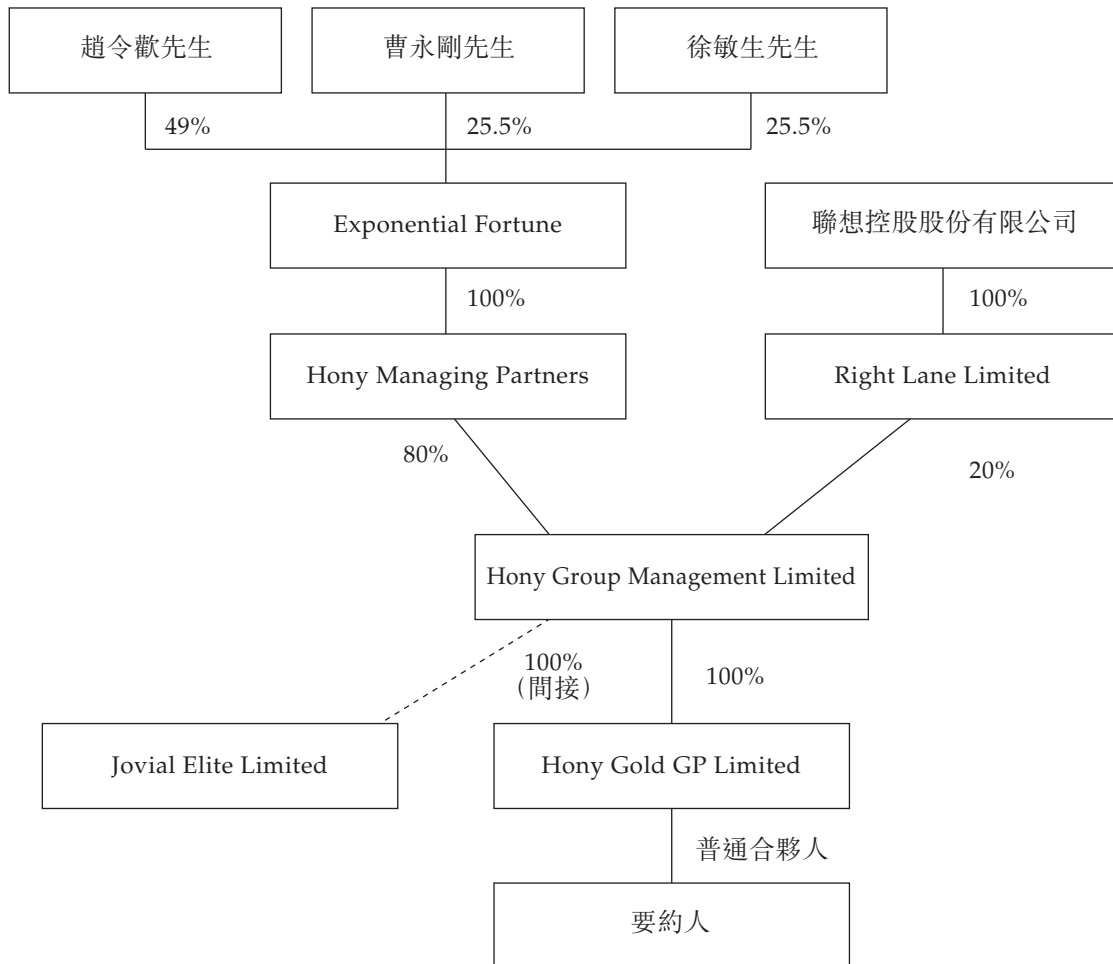 趙令歡先生
曹永剛先生
徐敏生先生
49%
25.5%
25.5%
Exponential Fortune
聯想控股股份有限公司
100%
100%
Hony Managing Partners
Right Lane Limited
80%
20%
Hony Group Management Limited
100%
(間接)
100%
Jovial Elite Limited
Hony Gold GP Limited
普通合夥人
要約人